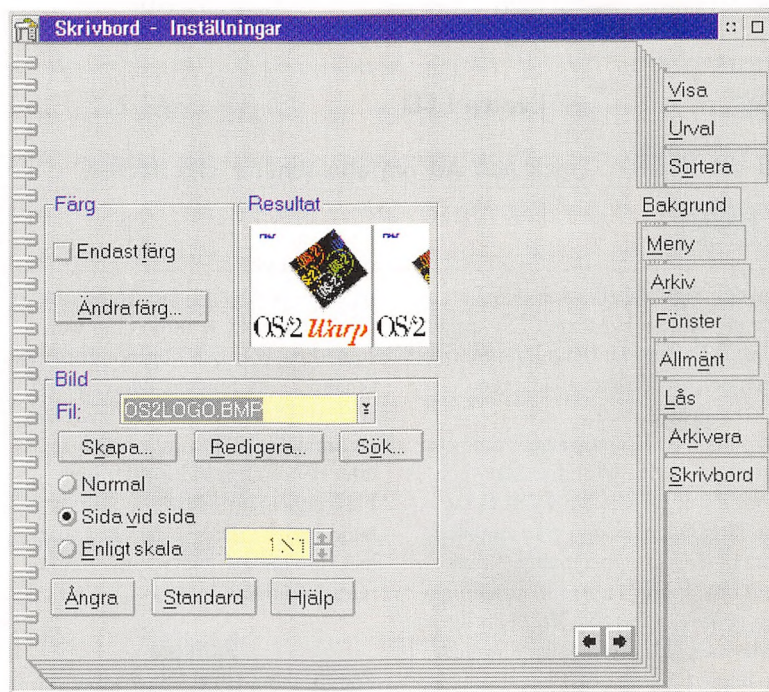 Skrivbord - Inställningar
Visa
Urval
Sortera
Bakgrund
Meny
Arkiv
Fönster
Allmänt
Lås
Arkivera
Skrivbord
Färg
Endast färg
Ändra färg...
Resultat
OS/2 Warp OS/2
Bild
Fil: OS2LOGO.BMP
Skapa... Redigera... Sök...
Normal
Sida vid sida
Enligt skala 1X1
Ångra Standard Hjälp